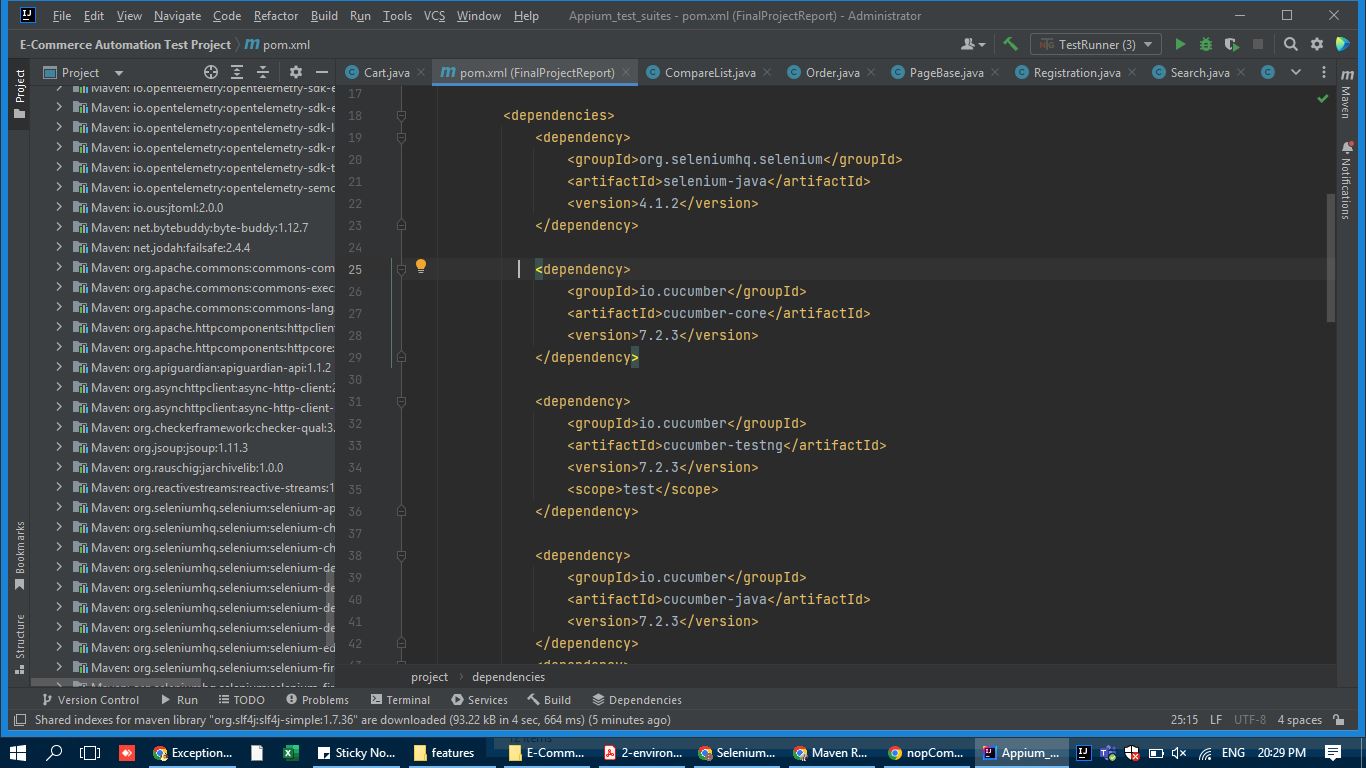 File Edit View Navigate Code Refactor Build Run Tools VCS Window Help Appium_test_suites - pom.xml (FinalProjectReport) - Administrator
E-Commerce Automation Test Project pom.xml TestRunner (3)
Project Cart.java pom.xml (FinalProjectReport) CompareList.java Order.java PageBase.java Registration.java Search.java
Project
Bookmarks
Structure
Maven
Notifications
Maven: io.opentelemetry:opentelemetry-sdk-e
Maven: io.opentelemetry:opentelemetry-sdk-e
Maven: io.opentelemetry:opentelemetry-sdk-l
Maven: io.opentelemetry:opentelemetry-sdk-r
Maven: io.opentelemetry:opentelemetry-sdk-t
Maven: io.opentelemetry:opentelemetry-semc
Maven: io.ous:jtoml:2.0.0
Maven: net.bytebuddy:byte-buddy:1.12.7
Maven: net.jodah:failsafe:2.4.4
Maven: org.apache.commons:commons-com
Maven: org.apache.commons:commons-exec
Maven: org.apache.commons:commons-lang
Maven: org.apache.httpcomponents:httpclient
Maven: org.apache.httpcomponents:httpcore:
Maven: org.apiguardian:apiguardian-api:1.1.2
Maven: org.asynchttpclient:async-http-client:2
Maven: org.asynchttpclient:async-http-client-
Maven: org.checkerframework:checker-qual:3.
Maven: org.jsoup:jsoup:1.11.3
Maven: org.rauschig:jarchivelib:1.0.0
Maven: org.reactivestreams:reactive-streams:1
Maven: org.seleniumhq.selenium:selenium-ap
Maven: org.seleniumhq.selenium:selenium-ch
Maven: org.seleniumhq.selenium:selenium-ch
Maven: org.seleniumhq.selenium:selenium-de
Maven: org.seleniumhq.selenium:selenium-de
Maven: org.seleniumhq.selenium:selenium-de
Maven: org.seleniumhq.selenium:selenium-de
Maven: org.seleniumhq.selenium:selenium-ed
Maven: org.seleniumhq.selenium:selenium-fir
17
18 <dependencies>
19 <dependency>
20 <groupId>org.seleniumhq.selenium</groupId>
21 <artifactId>selenium-java</artifactId>
22 <version>4.1.2</version>
23 </dependency>
24
25 <dependency>
26 <groupId>io.cucumber</groupId>
27 <artifactId>cucumber-core</artifactId>
28 <version>7.2.3</version>
29 </dependency>
30
31 <dependency>
32 <groupId>io.cucumber</groupId>
33 <artifactId>cucumber-testng</artifactId>
34 <version>7.2.3</version>
35 <scope>test</scope>
36 </dependency>
37
38 <dependency>
39 <groupId>io.cucumber</groupId>
40 <artifactId>cucumber-java</artifactId>
41 <version>7.2.3</version>
42 </dependency>
project dependencies
Version Control Run TODO Problems Terminal Services Build Dependencies
Shared indexes for maven library "org.slf4j:slf4j-simple:1.7.36" are downloaded (93.22 kB in 4 sec, 664 ms) (5 minutes ago) 25:15 LF UTF-8 4 spaces
Exception... Sticky No... features E-Comm... 2-environ... Selenium... Maven R... nopCom... Appium_... ENG 20:29 PM